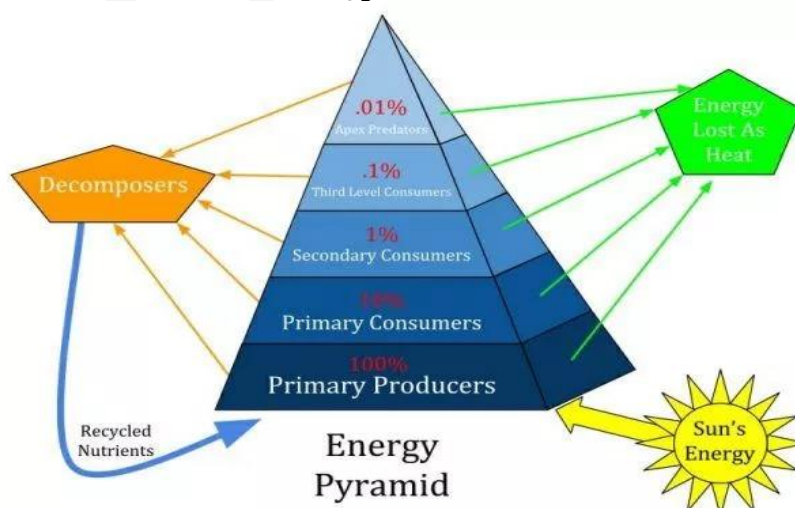 .01%
Apex Predators
.1%
Third Level Consumers
1%
Secondary Consumers
10%
Primary Consumers
100%
Primary Producers
Decomposers
Energy
Lost As
Heat
Recycled
Nutrients
Sun's
Energy
Energy
Pyramid